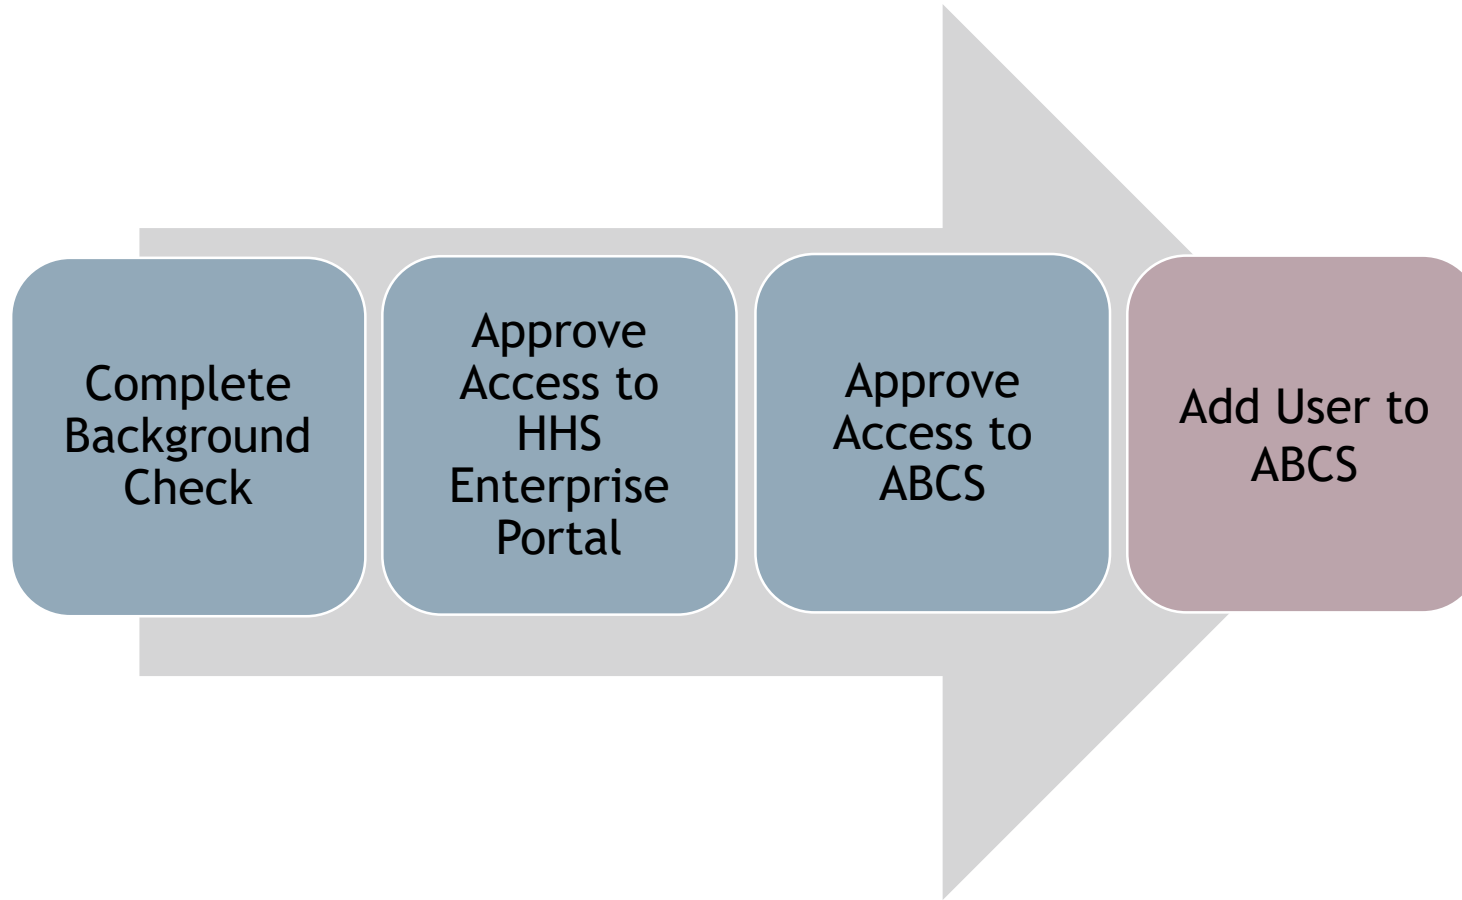 Complete
Background
Check
Approve
Access to
HHS
Enterprise
Portal
Approve
Access to
ABCS
Add User to
ABCS